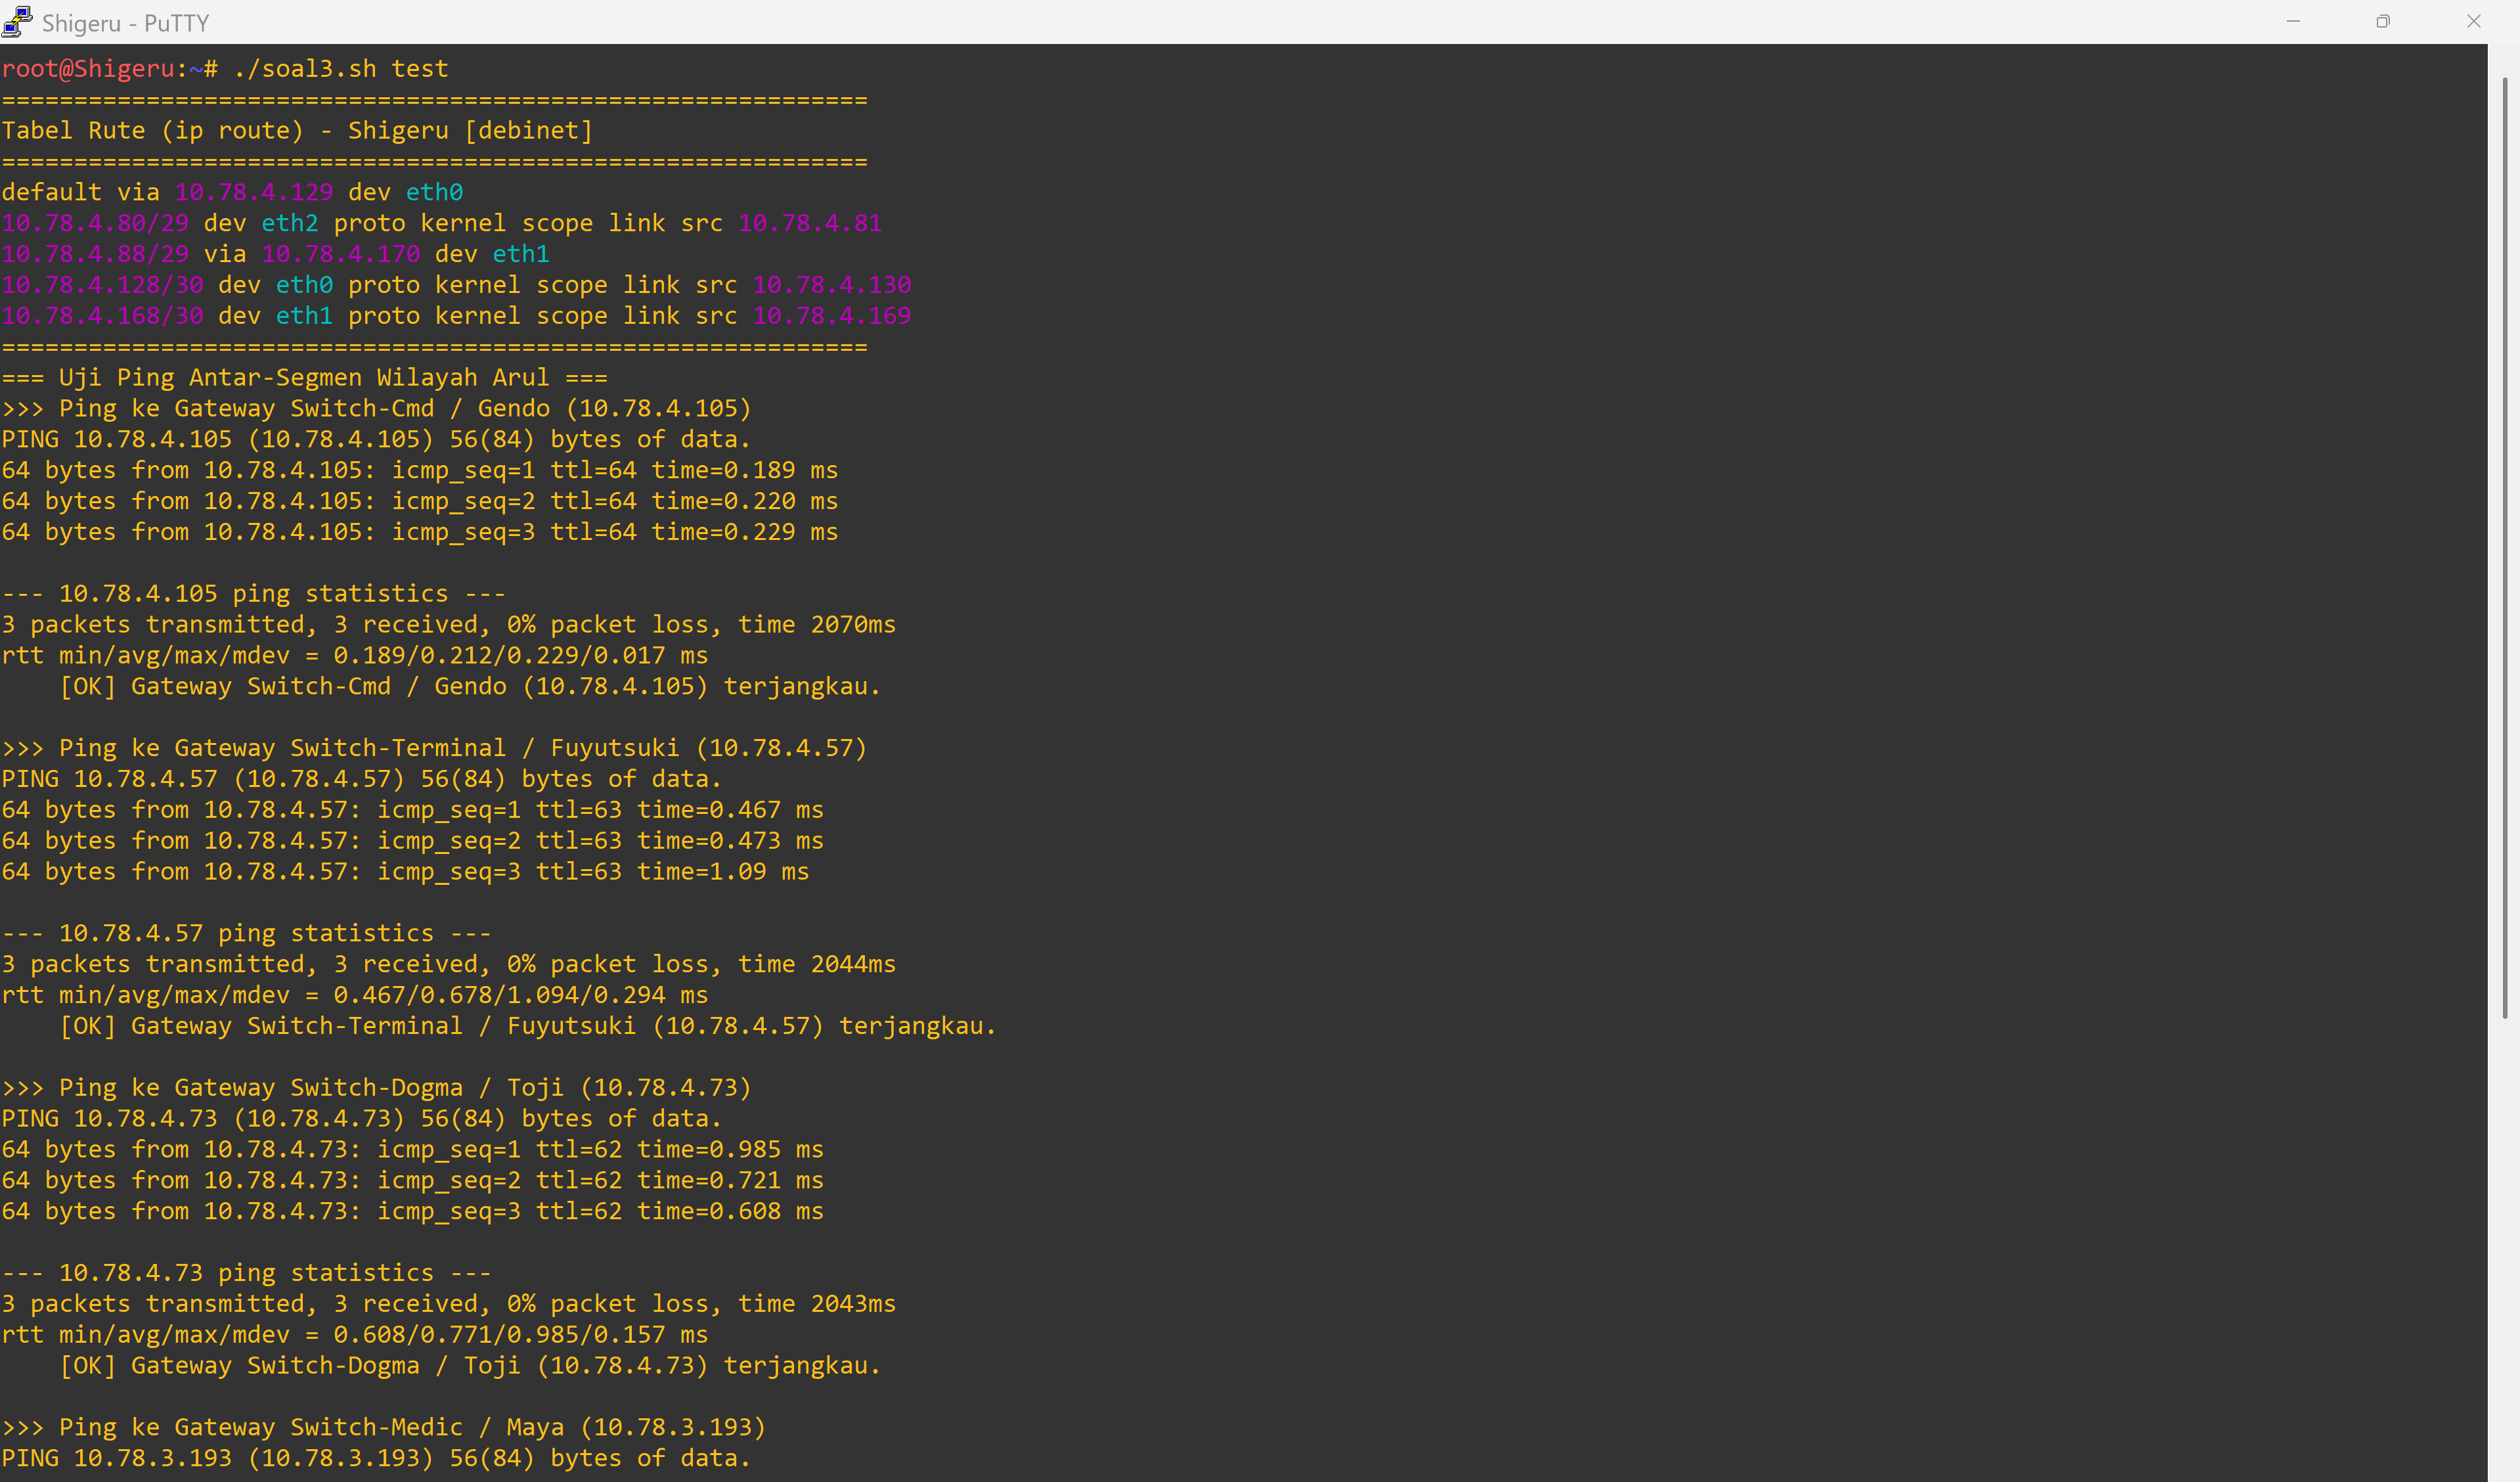 Shigeru - PuTTY
root@Shigeru:~# ./soal3.sh test
============================================================
Tabel Rute (ip route) - Shigeru [debinet]
============================================================
default via 10.78.4.129 dev eth0
10.78.4.80/29 dev eth2 proto kernel scope link src 10.78.4.81
10.78.4.88/29 via 10.78.4.170 dev eth1
10.78.4.128/30 dev eth0 proto kernel scope link src 10.78.4.130
10.78.4.168/30 dev eth1 proto kernel scope link src 10.78.4.169
============================================================
=== Uji Ping Antar-Segmen Wilayah Arul ===
>>> Ping ke Gateway Switch-Cmd / Gendo (10.78.4.105)
PING 10.78.4.105 (10.78.4.105) 56(84) bytes of data.
64 bytes from 10.78.4.105: icmp_seq=1 ttl=64 time=0.189 ms
64 bytes from 10.78.4.105: icmp_seq=2 ttl=64 time=0.220 ms
64 bytes from 10.78.4.105: icmp_seq=3 ttl=64 time=0.229 ms

--- 10.78.4.105 ping statistics ---
3 packets transmitted, 3 received, 0% packet loss, time 2070ms
rtt min/avg/max/mdev = 0.189/0.212/0.229/0.017 ms
    [OK] Gateway Switch-Cmd / Gendo (10.78.4.105) terjangkau.

>>> Ping ke Gateway Switch-Terminal / Fuyutsuki (10.78.4.57)
PING 10.78.4.57 (10.78.4.57) 56(84) bytes of data.
64 bytes from 10.78.4.57: icmp_seq=1 ttl=63 time=0.467 ms
64 bytes from 10.78.4.57: icmp_seq=2 ttl=63 time=0.473 ms
64 bytes from 10.78.4.57: icmp_seq=3 ttl=63 time=1.09 ms

--- 10.78.4.57 ping statistics ---
3 packets transmitted, 3 received, 0% packet loss, time 2044ms
rtt min/avg/max/mdev = 0.467/0.678/1.094/0.294 ms
    [OK] Gateway Switch-Terminal / Fuyutsuki (10.78.4.57) terjangkau.

>>> Ping ke Gateway Switch-Dogma / Toji (10.78.4.73)
PING 10.78.4.73 (10.78.4.73) 56(84) bytes of data.
64 bytes from 10.78.4.73: icmp_seq=1 ttl=62 time=0.985 ms
64 bytes from 10.78.4.73: icmp_seq=2 ttl=62 time=0.721 ms
64 bytes from 10.78.4.73: icmp_seq=3 ttl=62 time=0.608 ms

--- 10.78.4.73 ping statistics ---
3 packets transmitted, 3 received, 0% packet loss, time 2043ms
rtt min/avg/max/mdev = 0.608/0.771/0.985/0.157 ms
    [OK] Gateway Switch-Dogma / Toji (10.78.4.73) terjangkau.

>>> Ping ke Gateway Switch-Medic / Maya (10.78.3.193)
PING 10.78.3.193 (10.78.3.193) 56(84) bytes of data.